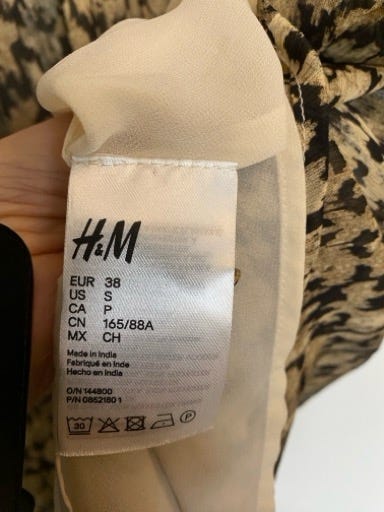 H&M
EUR 38
US S
CA P
CN 165/88A
MX CH
Made in India
Fabriqué en Inde
Hecho en India
O/N 144800
P/N 0852180 1
30
P